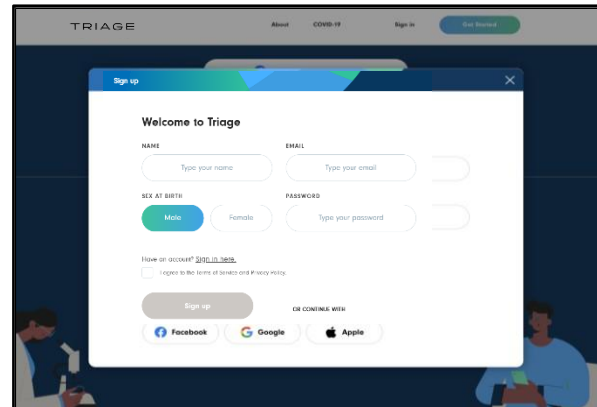 TRIAGE
About COVID-19 Sign in Get Started
Sign up
Welcome to Triage
NAME EMAIL
Type your name Type your email
SEX AT BIRTH PASSWORD
Male Female Type your password
Have an account? Sign in here.
I agree to the Terms of Service and Privacy Policy.
Sign up OR CONTINUE WITH
Facebook Google Apple